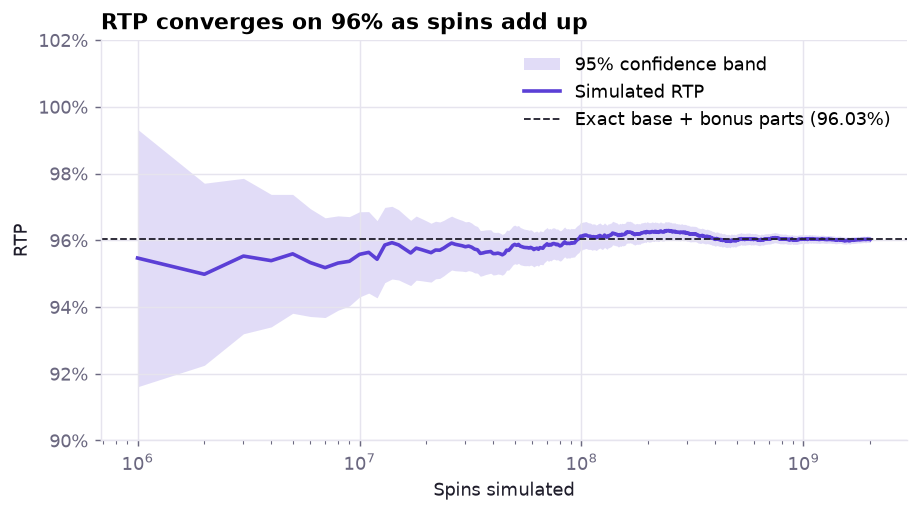 RTP converges on 96% as spins add up
102%
100%
98%
96%
94%
92%
90%
RTP
95% confidence band
Simulated RTP
Exact base + bonus parts (96.03%)
10⁶
10⁷
10⁸
10⁹
Spins simulated